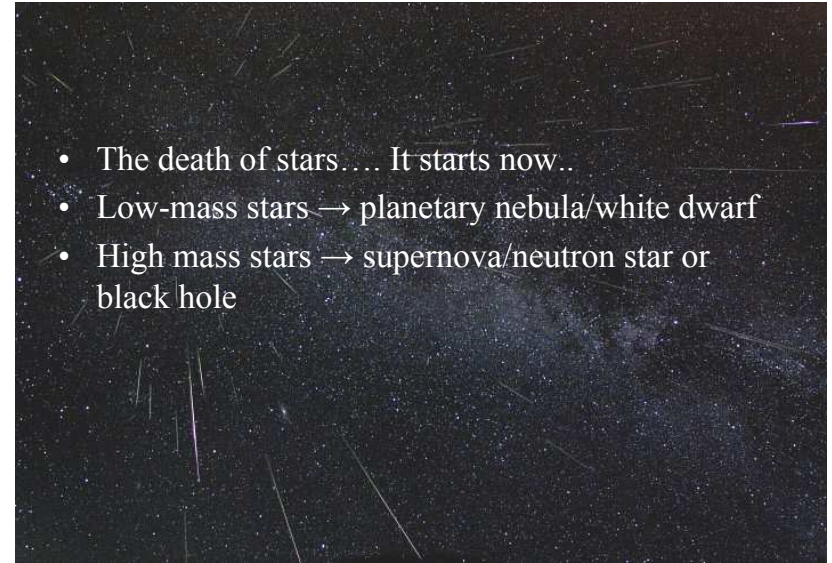 • The death of stars…. It starts now..
• Low-mass stars → planetary nebula/white dwarf
• High mass stars → supernova/neutron star or
black hole